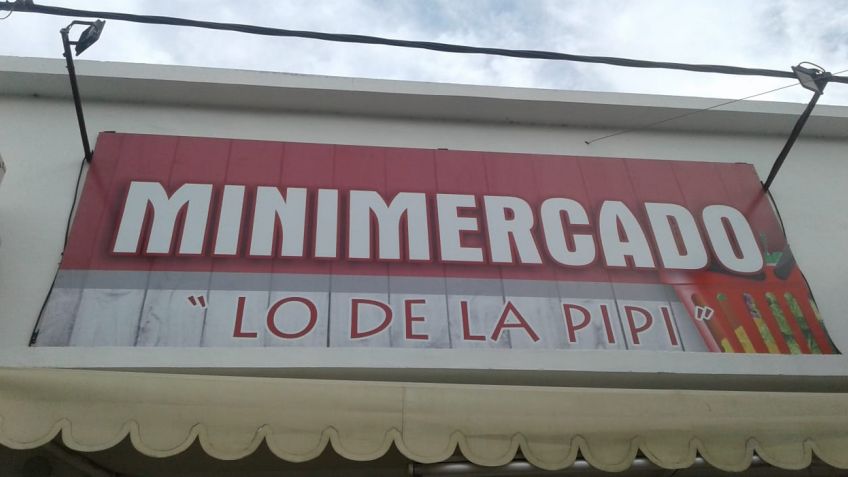 MINIMERCADO
" LO DE LA PIPI "